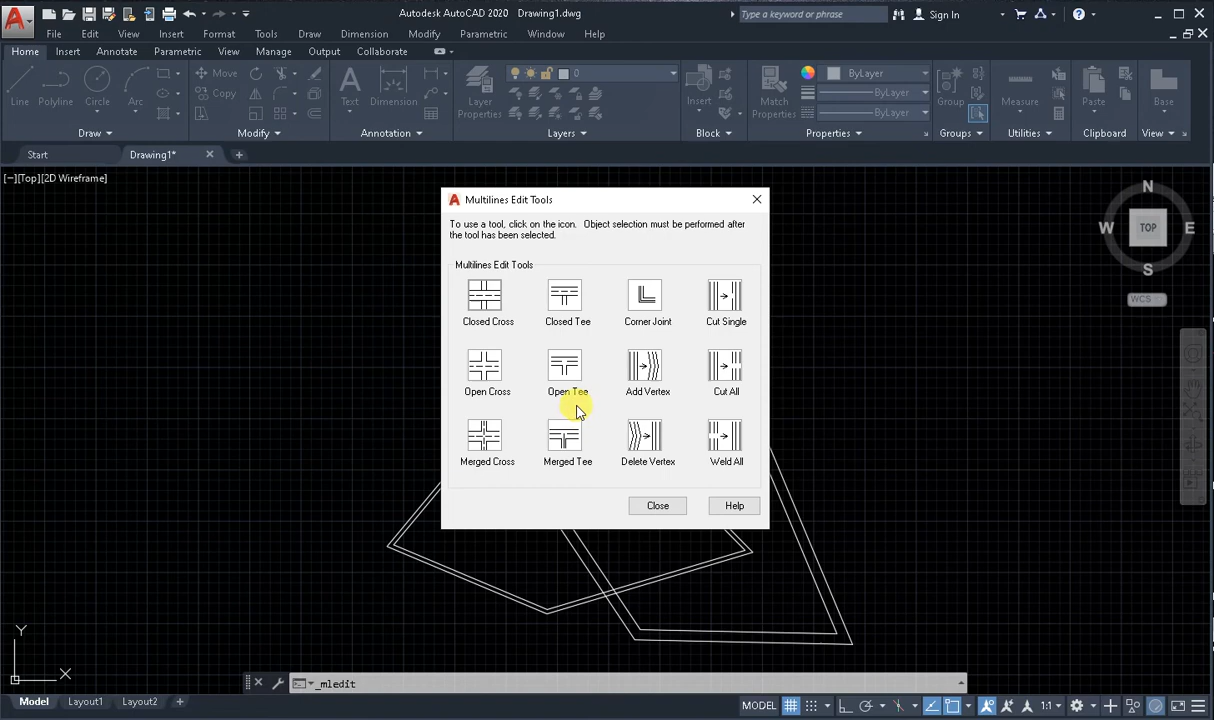 Autodesk AutoCAD 2020 Drawing1.dwg
Type a keyword or phrase
Sign In
File Edit View Insert Format Tools Draw Dimension Modify Parametric Window Help
Home Insert Annotate Parametric View Manage Output Collaborate
Line Polyline Circle Arc
Move
Copy
Text Dimension
Layer
Properties
0
Insert
Match
Properties
ByLayer
ByLayer
ByLayer
Group
Measure
Paste
Base
Draw Modify Annotation Layers Block Properties Groups Utilities Clipboard View
Start Drawing1*
[−][Top][2D Wireframe]
N
W TOP E
S
WCS
Multilines Edit Tools
To use a tool, click on the icon. Object selection must be performed after
the tool has been selected.
Multilines Edit Tools
Closed Cross Closed Tee Corner Joint Cut Single
Open Cross Open Tee Add Vertex Cut All
Merged Cross Merged Tee Delete Vertex Weld All
Close Help
Y
X
_mledit
Model Layout1 Layout2 +
MODEL 1:1